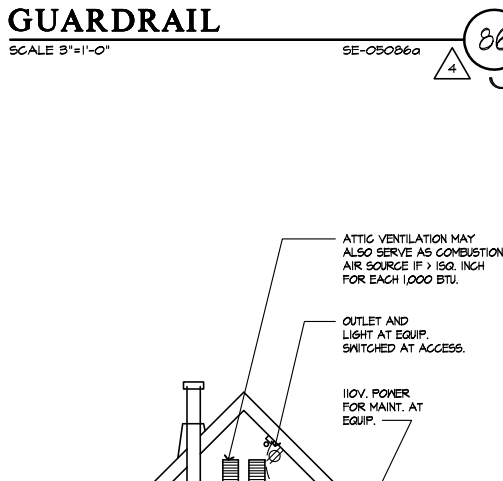 GUARDRAIL
SCALE 3"=1'-0"
SE-05086a
86
4
ATTIC VENTILATION MAY
ALSO SERVE AS COMBUSTION
AIR SOURCE IF > 1SQ. INCH
FOR EACH 1,000 BTU.
OUTLET AND
LIGHT AT EQUIP.
SWITCHED AT ACCESS.
110V. POWER
FOR MAINT. AT
EQUIP.